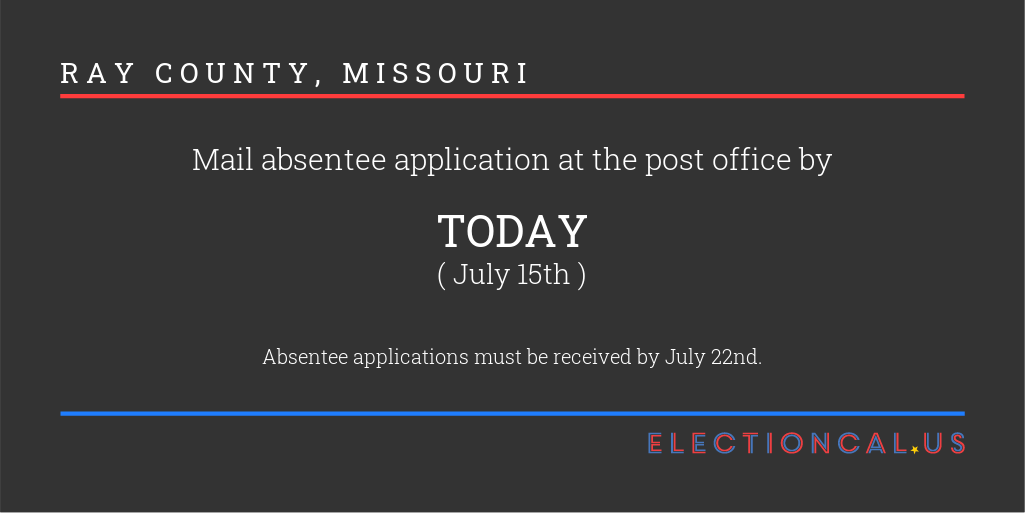 RAY COUNTY, MISSOURI
Mail absentee application at the post office by
TODAY
( July 15th )
Absentee applications must be received by July 22nd.
ELECTIONCAL.US